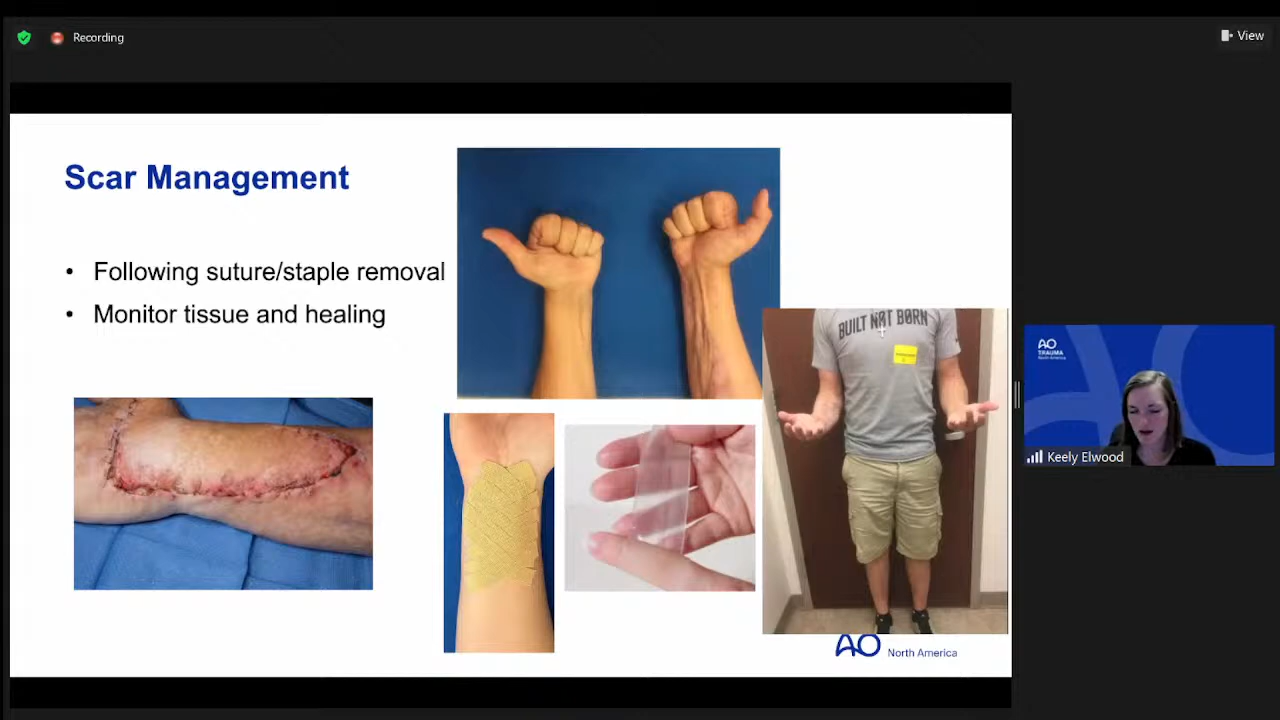 Recording
View
Scar Management
• Following suture/staple removal
• Monitor tissue and healing
BUILT NOT BORN
AO
TRAUMA
North America
Keely Elwood
AO North America